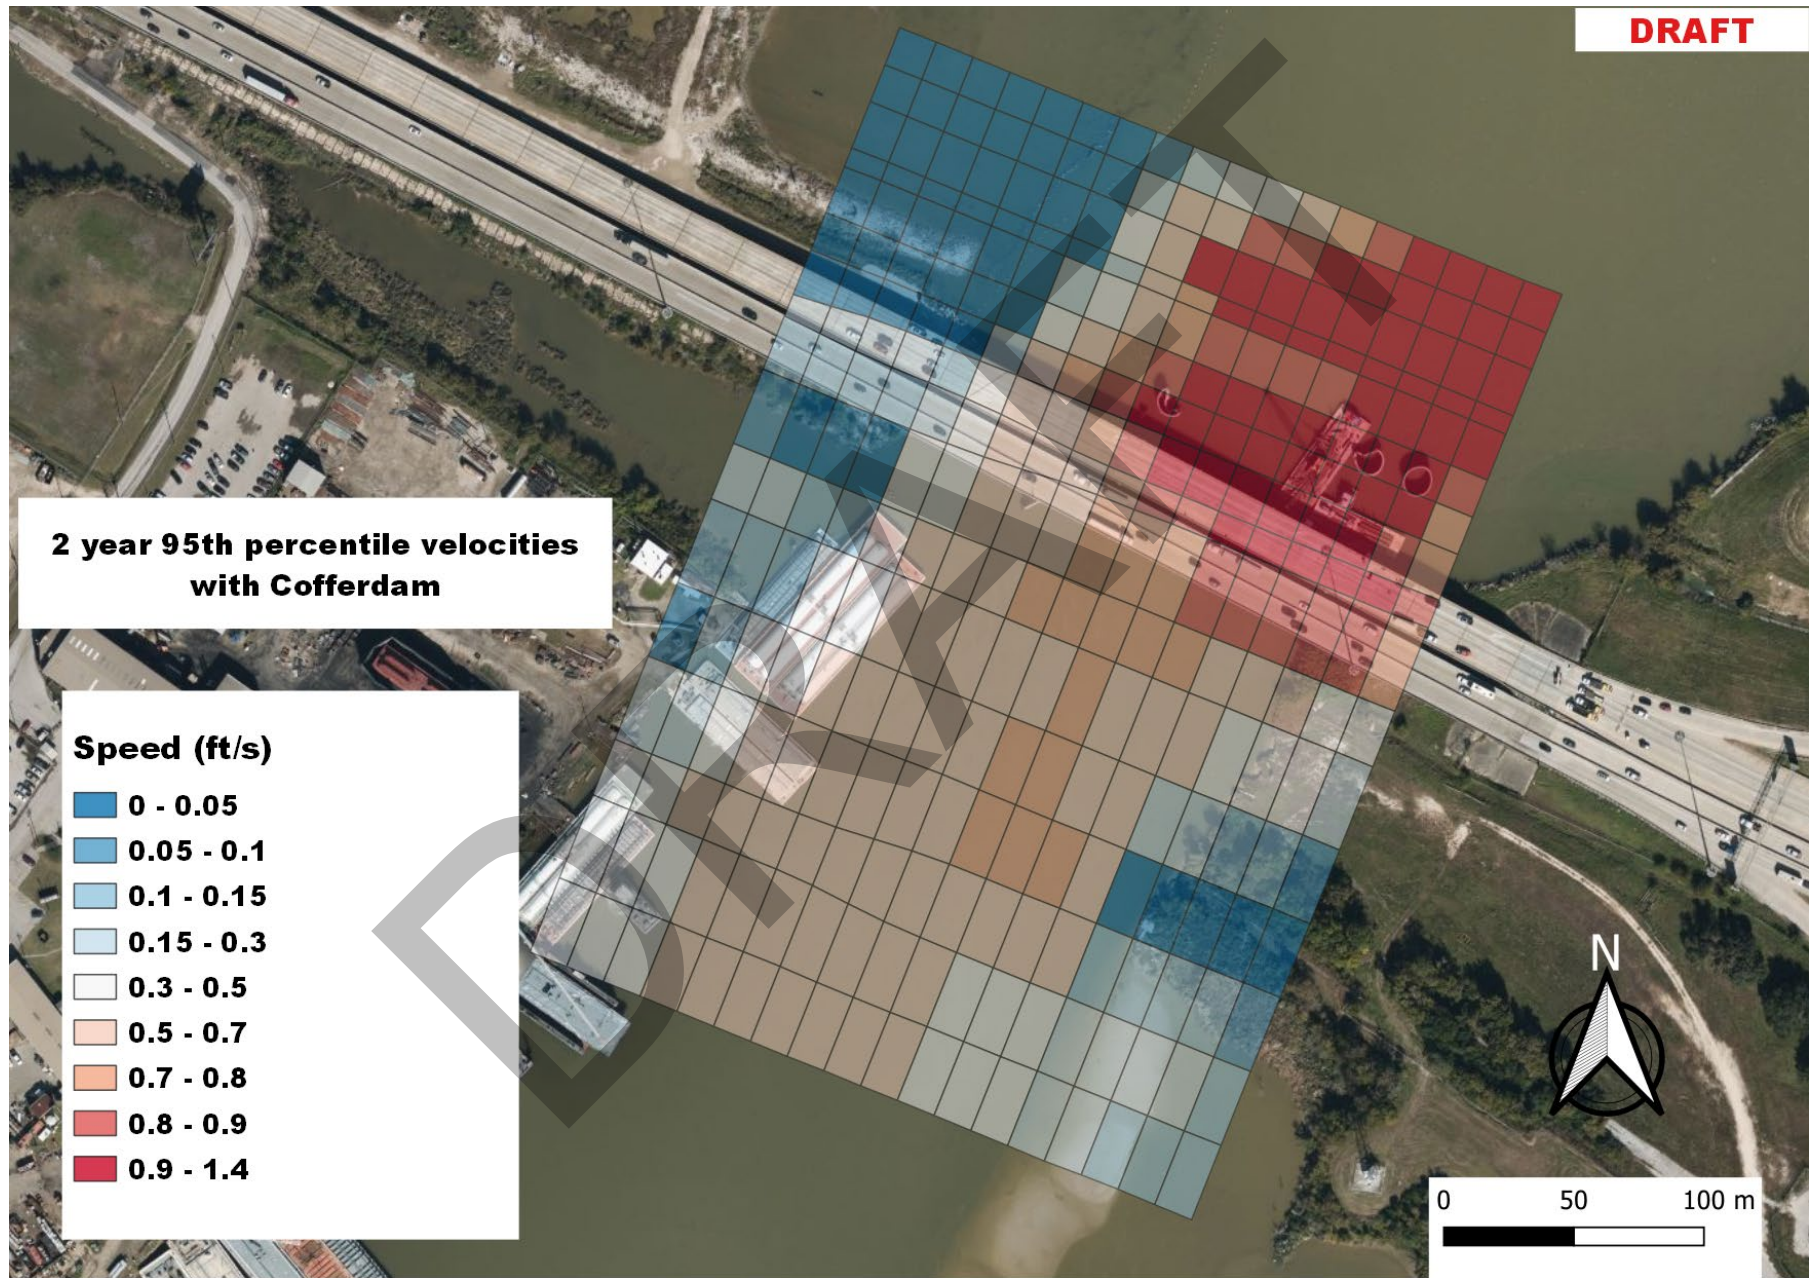 DRAFT
2 year 95th percentile velocities
with Cofferdam
Speed (ft/s)
0 - 0.05
0.05 - 0.1
0.1 - 0.15
0.15 - 0.3
0.3 - 0.5
0.5 - 0.7
0.7 - 0.8
0.8 - 0.9
0.9 - 1.4
DRAFT
N
0 50 100 m